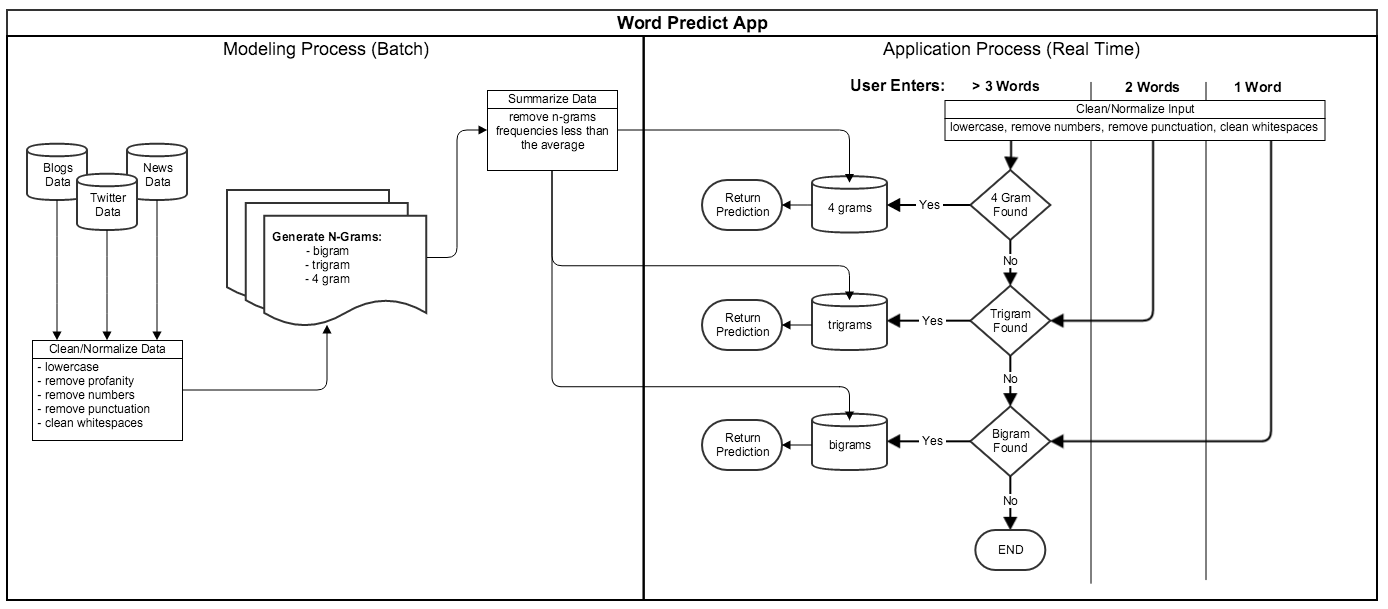 Word Predict App
Modeling Process (Batch)
Blogs
Data
Twitter
Data
News
Data
Clean/Normalize Data
- lowercase
- remove profanity
- remove numbers
- remove punctuation
- clean whitespaces
Generate N-Grams:
- bigram
- trigram
- 4 gram
Summarize Data
remove n-grams
frequencies less than
the average
Application Process (Real Time)
User Enters: > 3 Words 2 Words 1 Word
Clean/Normalize Input
lowercase, remove numbers, remove punctuation, clean whitespaces
4 Gram
Found
Yes
4 grams
Return
Prediction
No
Trigram
Found
Yes
trigrams
Return
Prediction
No
Bigram
Found
Yes
bigrams
Return
Prediction
No
END